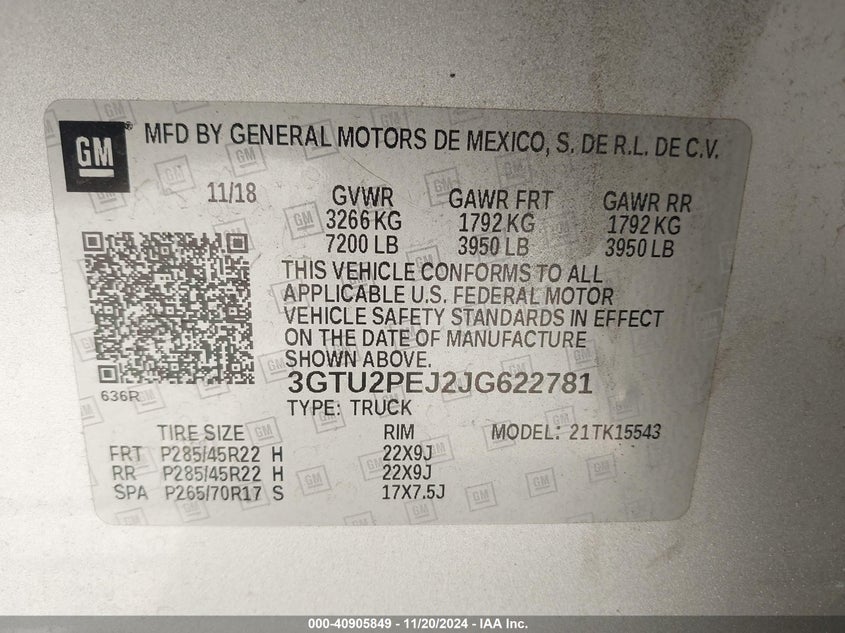 GM
MFD BY GENERAL MOTORS DE MEXICO, S. DE R.L. DE C.V.
11/18 GVWR GAWR FRT GAWR RR
3266 KG 1792 KG 1792 KG
7200 LB 3950 LB 3950 LB
THIS VEHICLE CONFORMS TO ALL
APPLICABLE U.S. FEDERAL MOTOR
VEHICLE SAFETY STANDARDS IN EFFECT
ON THE DATE OF MANUFACTURE
SHOWN ABOVE.
636R 3GTU2PEJ2JG622781
TYPE: TRUCK
TIRE SIZE RIM MODEL: 21TK15543
FRT P285/45R22 H 22X9J
RR P285/45R22 H 22X9J
SPA P265/70R17 S 17X7.5J
000-40905849 - 11/20/2024 - IAA Inc.